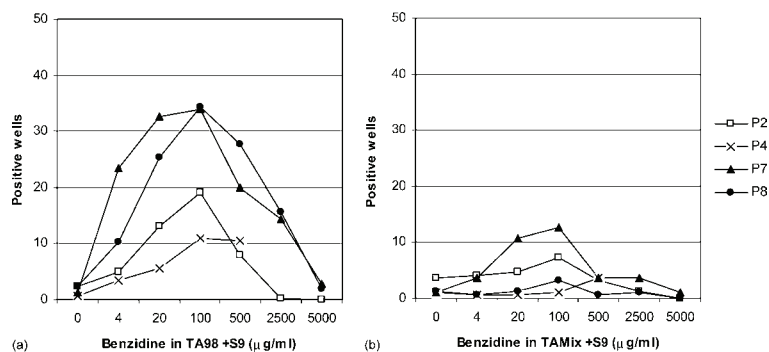 50
40
30
20
10
0
Positive wells
0 4 20 100 500 2500 5000
(a) Benzidine in TA98 +S9 (μg/ml)
50
40
30
20
10
0
Positive wells
0 4 20 100 500 2500 5000
(b) Benzidine in TAMix +S9 (μg/ml)
P2
P4
P7
P8